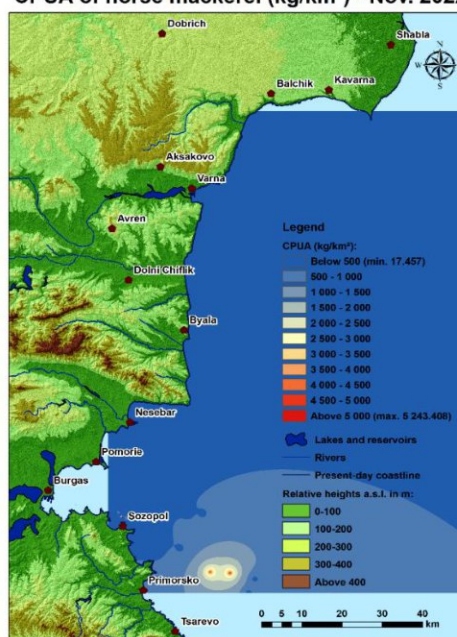 CPUA of horse mackerel (kg/km²) - Nov. 2022
Dobrich
Shabla
N
W
E
S
Balchik
Kavarna
Aksakovo
Varna
Avren
Dolni Chiflik
Byala
Nesebar
Pomorie
Burgas
Sozopol
Primorsko
Tsarevo
Legend
CPUA (kg/km²):
Below 500 (min. 17.457)
500 - 1 000
1 000 - 1 500
1 500 - 2 000
2 000 - 2 500
2 500 - 3 000
3 000 - 3 500
3 500 - 4 000
4 000 - 4 500
4 500 - 5 000
Above 5 000 (max. 5 243.408)
Lakes and reservoirs
Rivers
Present-day coastline
Relative heights a.s.l. in m:
0-100
100-200
200-300
300-400
Above 400
0 5 10 20 30 40
km